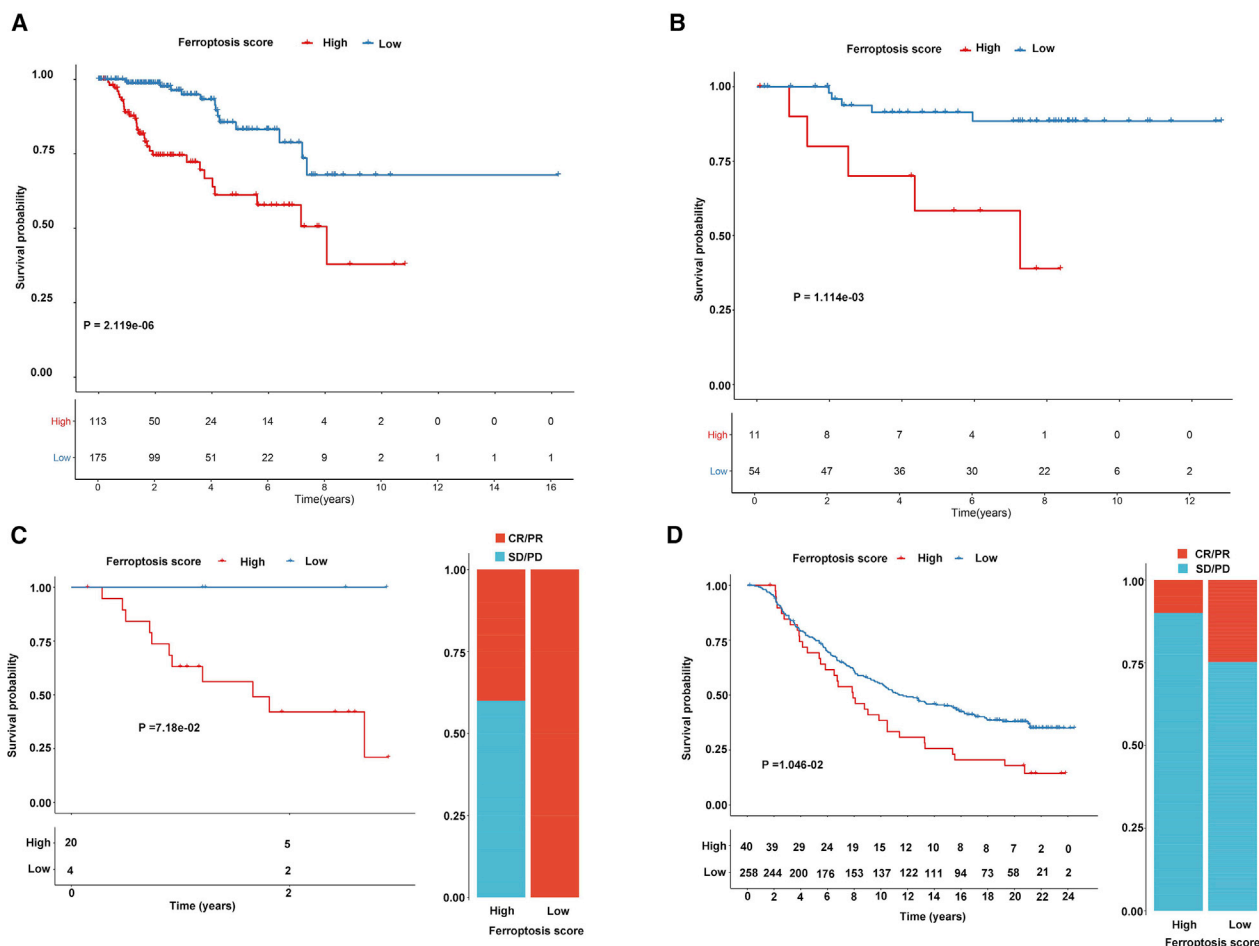 A
Ferroptosis score High Low
Survival probability
1.00
0.75
0.50
0.25
0.00
P = 2.119e-06
High 113 50 24 14 4 2 0 0 0
Low 175 99 51 22 9 2 1 1 1
0 2 4 6 8 10 12 14 16
Time(years)
B
Ferroptosis score High Low
Survival probability
1.00
0.75
0.50
0.25
0.00
P = 1.114e-03
High 11 8 7 4 1 0 0
Low 54 47 36 30 22 6 2
0 2 4 6 8 10 12
Time(years)
C
Ferroptosis score High Low
Survival probability
1.00
0.75
0.50
0.25
0.00
P =7.18e-02
High 20 5
Low 4 2
0 2
Time (years)
CR/PR
SD/PD
1.00
0.75
0.50
0.25
0.00
High Low
Ferroptosis score
D
Ferroptosis score High Low
Survival probability
1.00
0.75
0.50
0.25
0.00
P =1.046-02
High 40 39 29 24 19 15 12 10 8 8 7 2 0
Low 258 244 200 176 153 137 122 111 94 73 58 21 2
0 2 4 6 8 10 12 14 16 18 20 22 24
Time (years)
CR/PR
SD/PD
1.00
0.75
0.50
0.25
0.00
High Low
Ferroptosis score